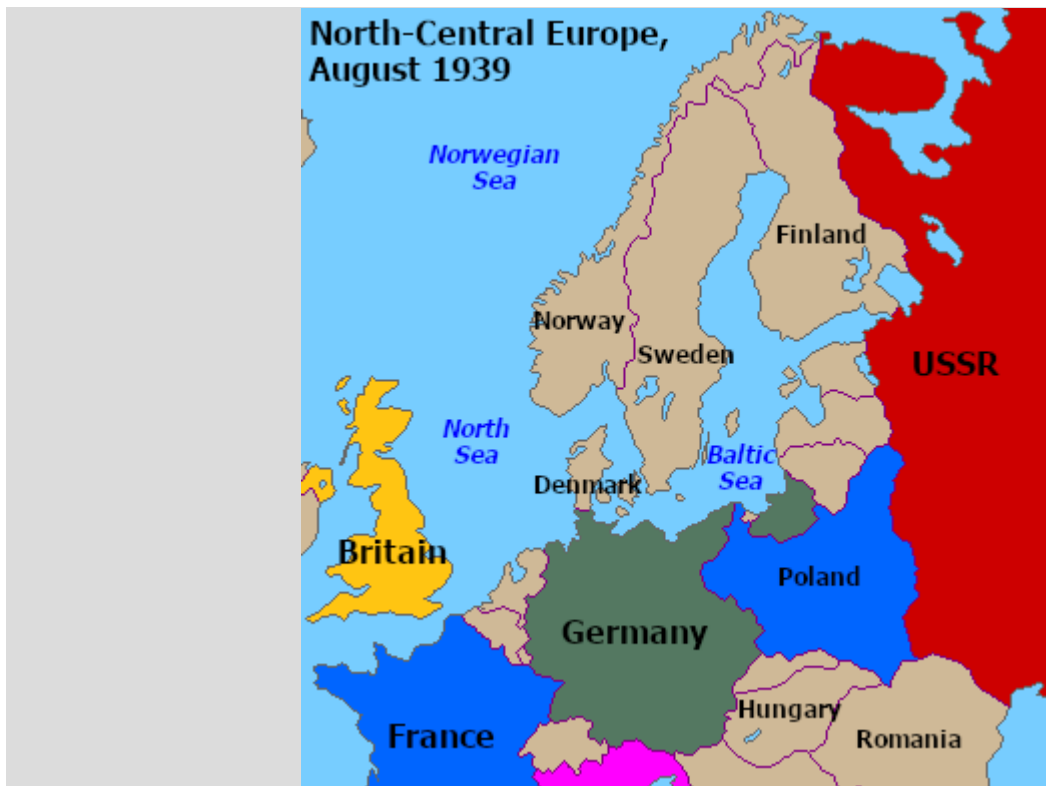 North-Central Europe,
August 1939
Norwegian
Sea
Finland
Norway
Sweden
USSR
North
Sea
Baltic
Sea
Denmark
Britain
Poland
Germany
Hungary
France
Romania